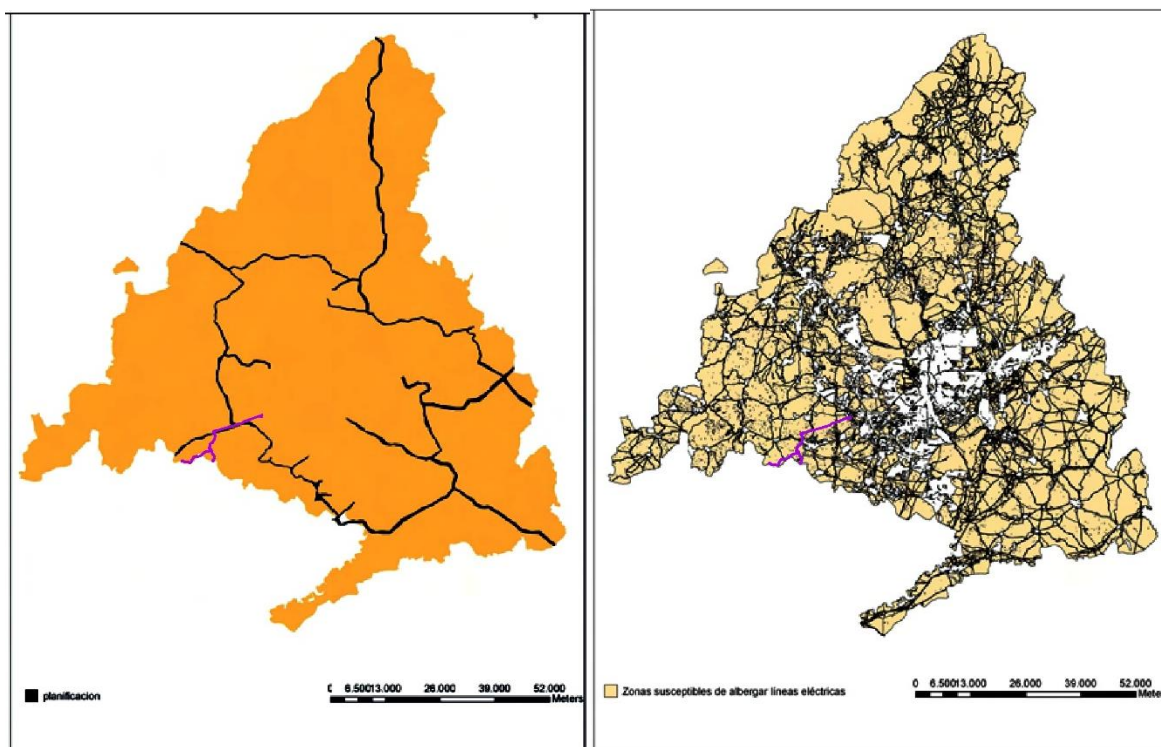 planificacion
0 6.500 13.000 26.000 39.000 52.000
Meters
Zonas susceptibles de albergar líneas eléctricas
0 6.500 13.000 26.000 39.000 52.000
Mete